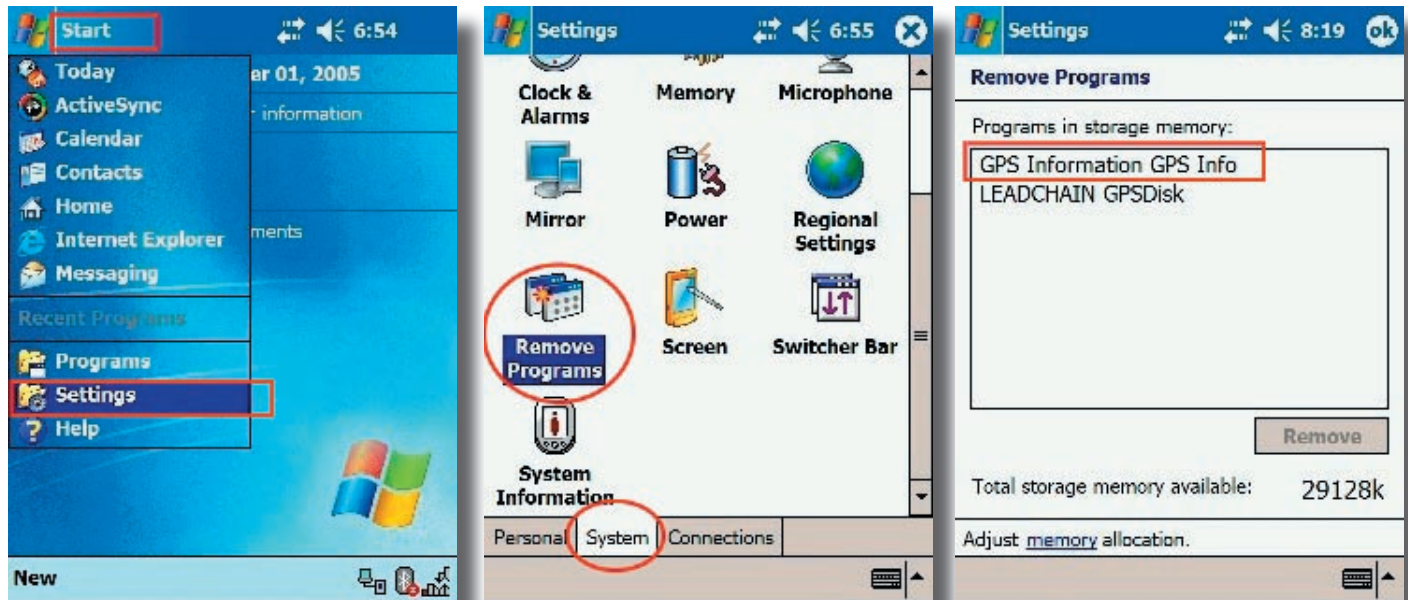 Start 6:54
Today
er 01, 2005
ActiveSync
information
Calendar
Contacts
Home
Internet Explorer
ments
Messaging
Recent Programs
Programs
Settings
Help
New
Settings 6:55
Clock & Alarms
Memory
Microphone
Mirror
Power
Regional Settings
Remove Programs
Screen
Switcher Bar
System Information
Personal System Connections
Settings 8:19 ok
Remove Programs
Programs in storage memory:
GPS Information GPS Info
LEADCHAIN GPSDisk
Remove
Total storage memory available: 29128k
Adjust memory allocation.